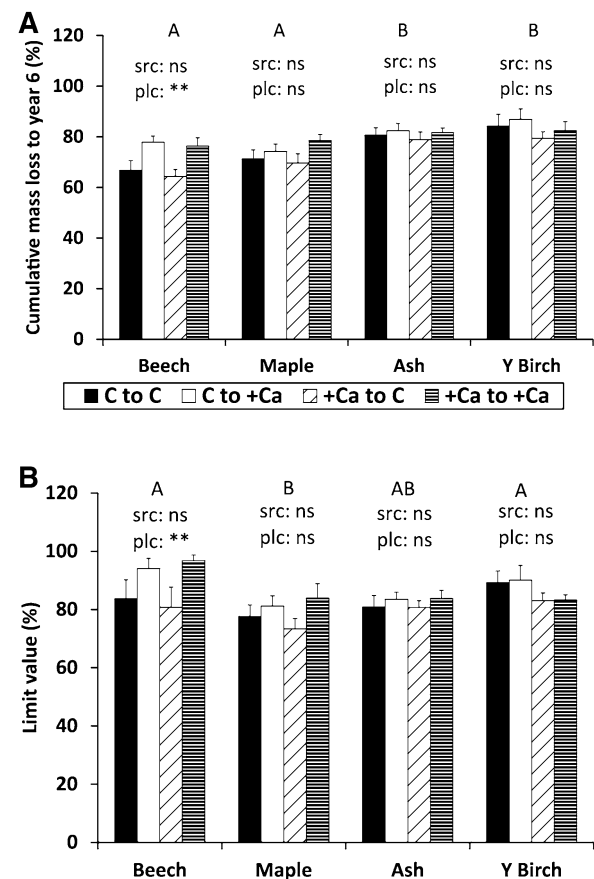 A
Cumulative mass loss to year 6 (%)
120
100
80
60
40
20
0
A A B B
src: ns src: ns src: ns src: ns
plc: ** plc: ns plc: ns plc: ns
Beech Maple Ash Y Birch
C to C C to +Ca +Ca to C +Ca to +Ca
B
Limit value (%)
120
100
80
60
40
20
0
A B AB A
src: ns src: ns src: ns src: ns
plc: ** plc: ns plc: ns plc: ns
Beech Maple Ash Y Birch